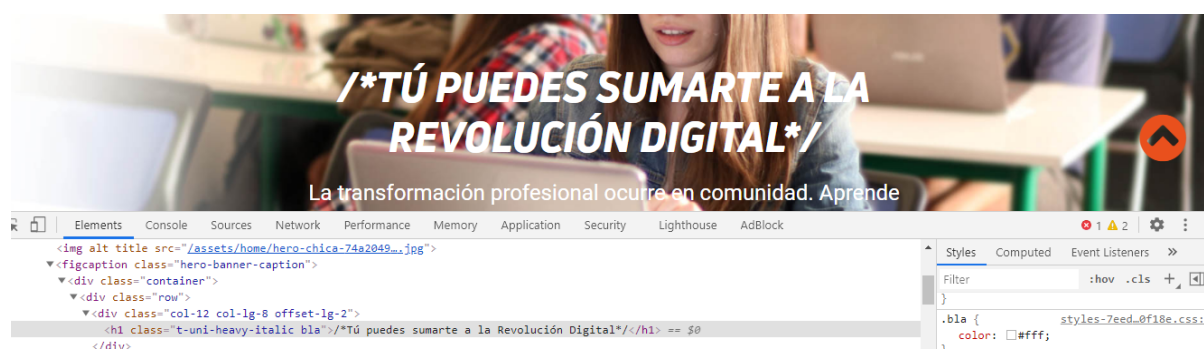 /*TÚ PUEDES SUMARTE A LA
REVOLUCIÓN DIGITAL*/
La transformación profesional ocurre en comunidad. Aprende
Elements Console Sources Network Performance Memory Application Security Lighthouse AdBlock 1 2
<img alt title src="/assets/home/hero-chica-74a2049….jpg">
▼<figcaption class="hero-banner-caption">
▼<div class="container">
▼<div class="row">
▼<div class="col-12 col-lg-8 offset-lg-2">
<h1 class="t-uni-heavy-italic bla">/*Tú puedes sumarte a la Revolución Digital*/</h1> == $0
</div>
Styles Computed Event Listeners »
Filter :hov .cls +
}
.bla { styles-7eed…0f18e.css:
color: #fff;
}